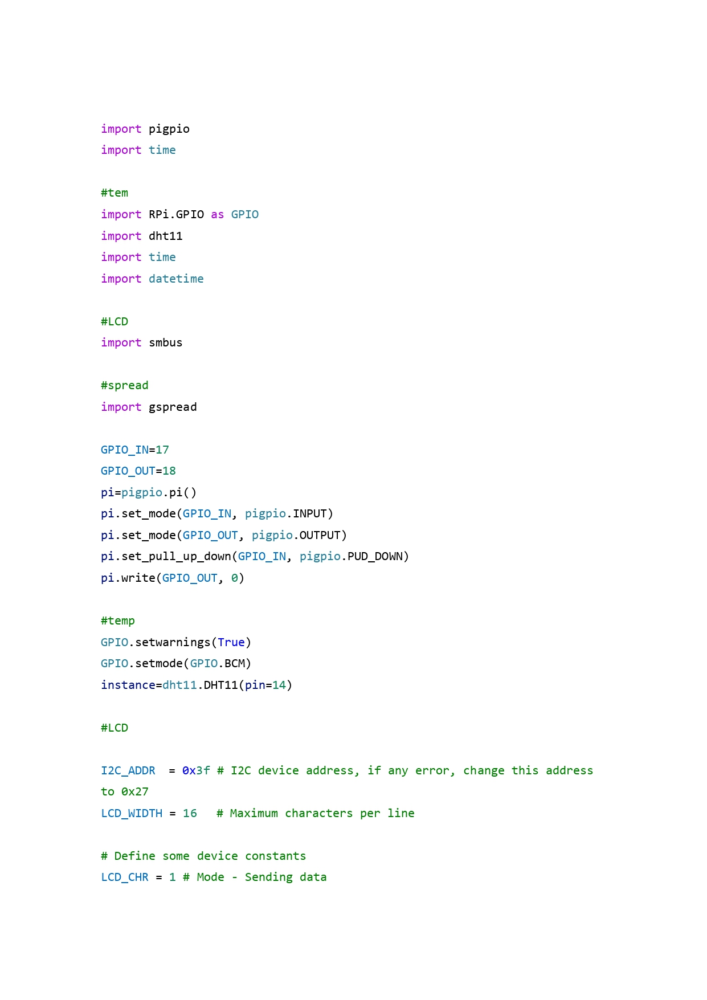 import pigpio
import time
#tem
import RPi.GPIO as GPIO
import dht11
import time
import datetime
#LCD
import smbus
#spread
import gspread
GPIO_IN=17
GPIO_OUT=18
pi=pigpio.pi()
pi.set_mode(GPIO_IN, pigpio.INPUT)
pi.set_mode(GPIO_OUT, pigpio.OUTPUT)
pi.set_pull_up_down(GPIO_IN, pigpio.PUD_DOWN)
pi.write(GPIO_OUT, 0)
#temp
GPIO.setwarnings(True)
GPIO.setmode(GPIO.BCM)
instance=dht11.DHT11(pin=14)
#LCD
I2C_ADDR  = 0x3f # I2C device address, if any error, change this address
to 0x27
LCD_WIDTH = 16   # Maximum characters per line
# Define some device constants
LCD_CHR = 1 # Mode - Sending data